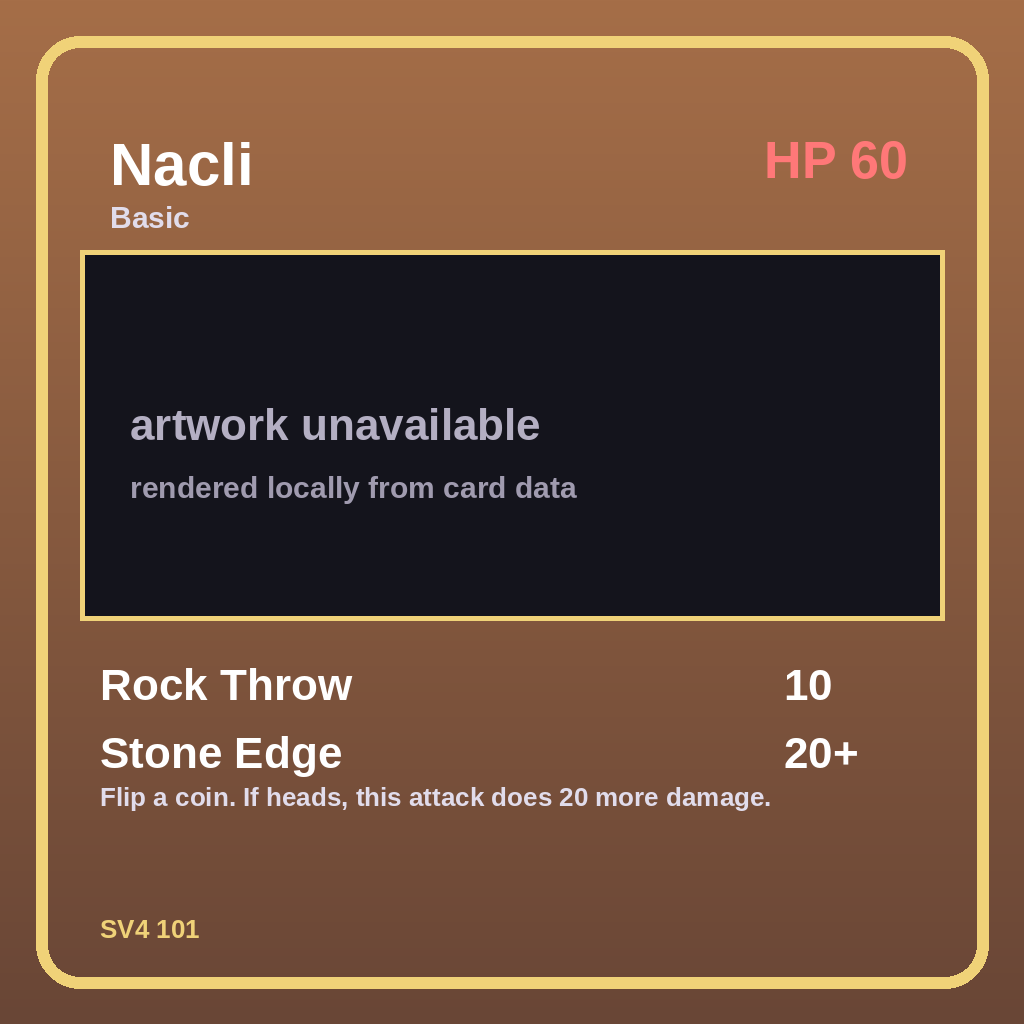 Nacli
HP 60
Basic
artwork unavailable
rendered locally from card data
Rock Throw 10
Stone Edge 20+
Flip a coin. If heads, this attack does 20 more damage.
SV4 101